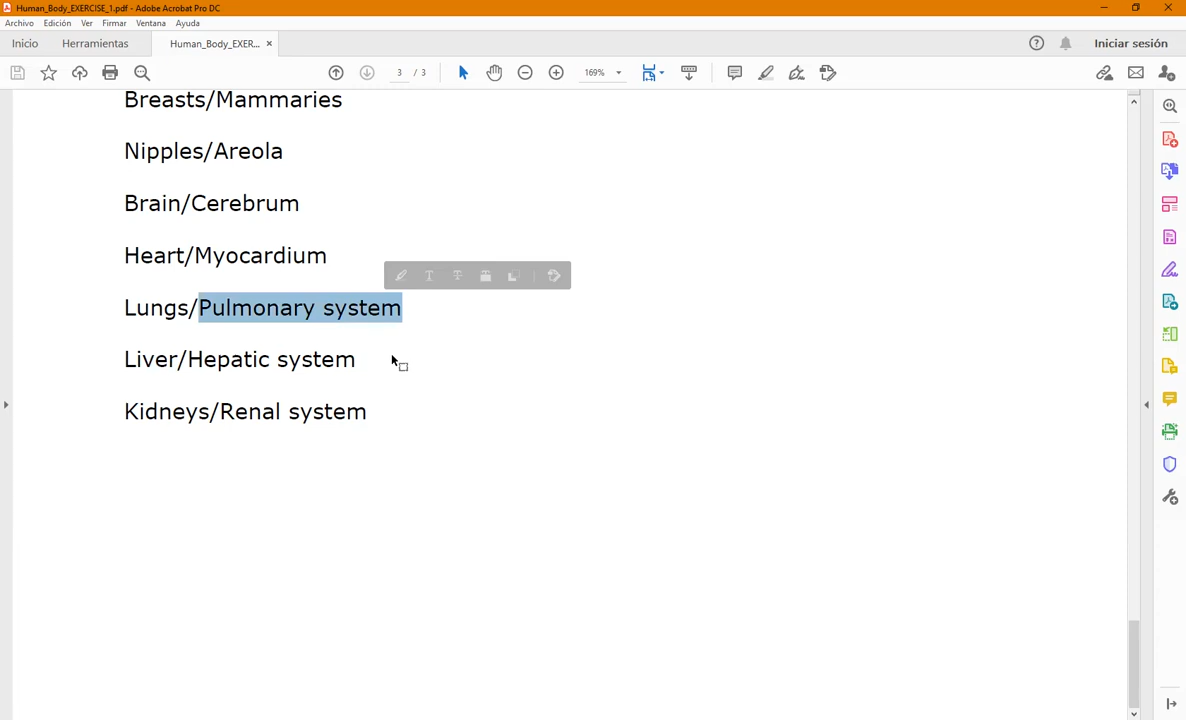 Human_Body_EXERCISE_1.pdf - Adobe Acrobat Pro DC
Archivo Edición Ver Firmar Ventana Ayuda
Inicio Herramientas Human_Body_EXER... × Iniciar sesión
3 / 3 169%
Breasts/Mammaries
Nipples/Areola
Brain/Cerebrum
Heart/Myocardium
Lungs/Pulmonary system
Liver/Hepatic system
Kidneys/Renal system